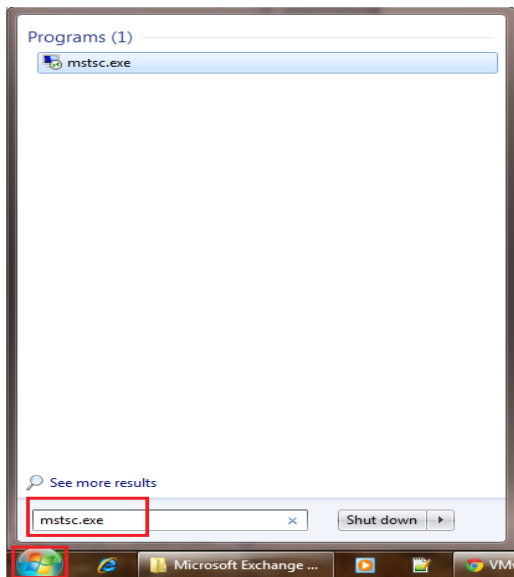 Programs (1)
mstsc.exe
See more results
mstsc.exe
Shut down
Microsoft Exchange ...